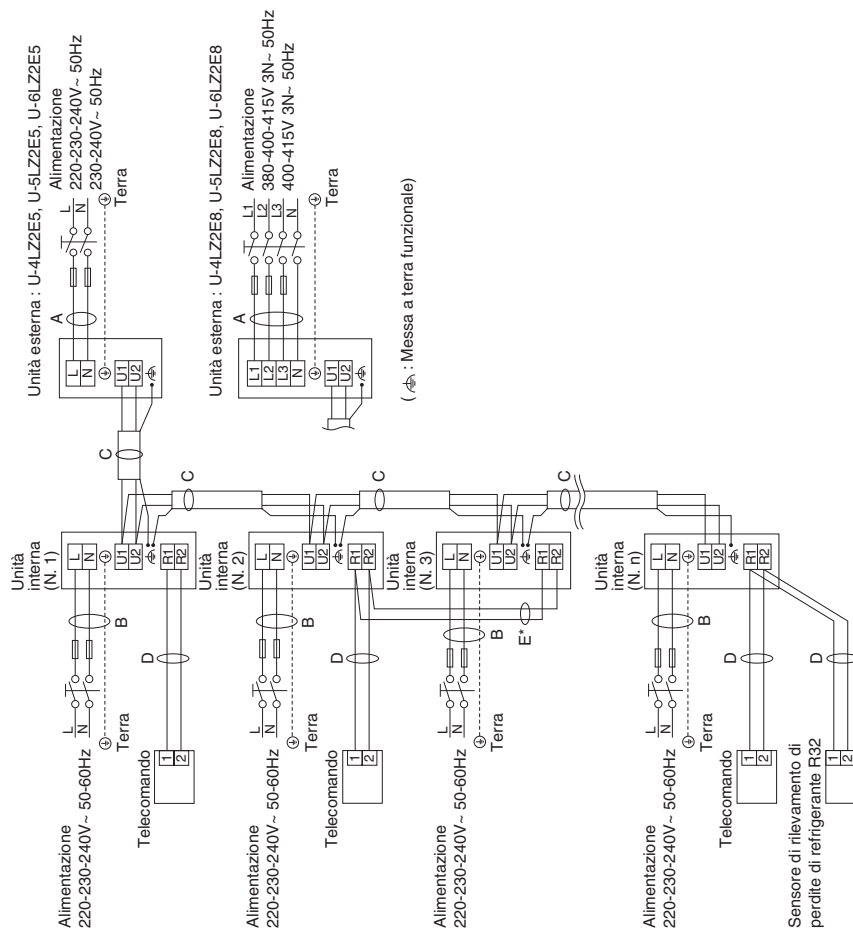 Unità esterna : U-4LZ2E5, U-5LZ2E5, U-6LZ2E5
Alimentazione
220-230-240V ~ 50Hz
230-240V ~ 50Hz
L
N
Terra
A
L
N
U1
U2
C
Unità esterna : U-4LZ2E8, U-5LZ2E8, U-6LZ2E8
Alimentazione
380-400-415V 3N~ 50Hz
400-415V 3N~ 50Hz
L1
L2
L3
N
Terra
A
L1
L2
L3
N
U1
U2
( : Messa a terra funzionale)
Unità
interna
(N. 1)
L
N
U1
U2
R1
R2
B
D
C
L
N
Terra
Alimentazione
220-230-240V ~ 50-60Hz
Telecomando
1
2
Unità
interna
(N. 2)
L
N
U1
U2
R1
R2
B
D
C
L
N
Terra
Alimentazione
220-230-240V ~ 50-60Hz
Telecomando
1
2
Unità
interna
(N. 3)
L
N
U1
U2
R1
R2
B
E*
C
L
N
Terra
Alimentazione
220-230-240V ~ 50-60Hz
Unità
interna
(N. n)
L
N
U1
U2
R1
R2
B
D
L
N
Terra
Alimentazione
220-230-240V ~ 50-60Hz
Telecomando
1
2
D
Sensore di rilevamento di
perdite di refrigerante R32
1
2